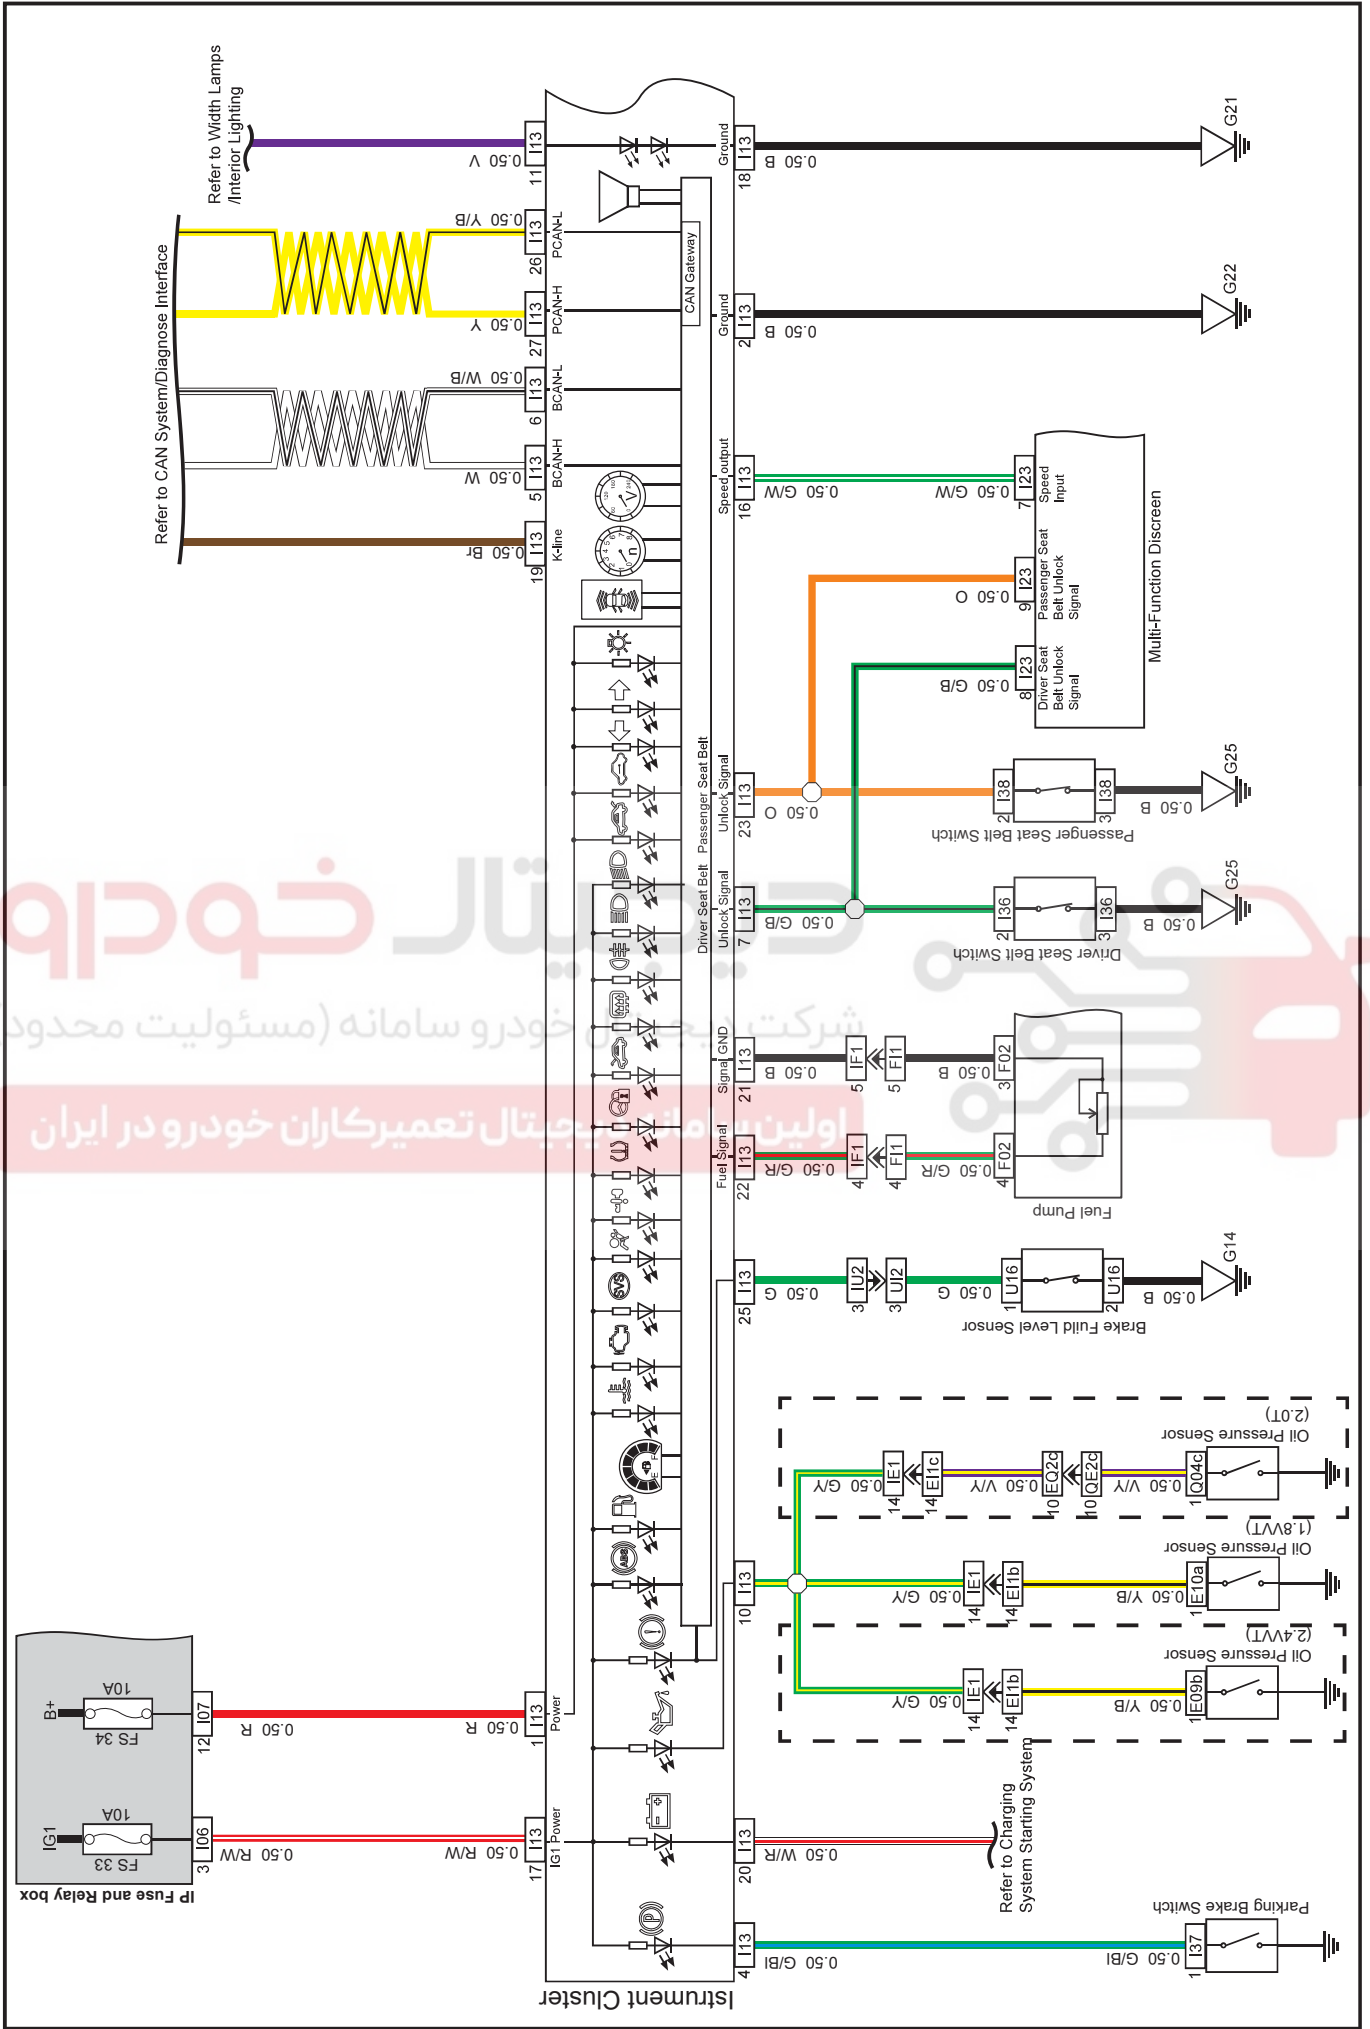 Refer to Width Lamps
/Interior Lighting
Refer to CAN System/Diagnose Interface
0.50 V
0.50 Y/B
0.50 Y
0.50 W/B
0.50 W
0.50 Br
11 I13
26 I13 PCAN-L
27 I13 PCAN-H
6 I13 BCAN-L
5 I13 BCAN-H
19 I13 K-line
CAN Gateway
SVS
ABS
E F
n
V
IP Fuse and Relay box
B+
10A
FS 34
IG1
10A
FS 33
12 I07
0.50 R
0.50 R
1 I13
Power
3 I06
0.50 R/W
0.50 R/W
17 I13
IG1 Power
Istrument Cluster
Ground
18 I13
0.50 B
G21
Ground
2 I13
0.50 B
G22
Speed output
16 I13
0.50 G/W
0.50 G/W
7 I23
Speed
Input
0.50 O
9 I23
Passenger Seat
Belt Unlock
Signal
0.50 G/B
8 I23
Driver Seat
Belt Unlock
Signal
Multi-Function Discreen
Passenger Seat Belt
Unlock Signal
23 I13
0.50 O
2 I38
3 I38
Passenger Seat Belt Switch
0.50 B
G25
Driver Seat Belt
Unlock Signal
7 I13
0.50 G/B
2 I36
3 I36
Driver Seat Belt Switch
0.50 B
G25
Signal GND
21 I13
0.50 B
5 IF1
5 FI1
0.50 B
3 F02
Fuel Signal
22 I13
0.50 G/R
4 IF1
4 FI1
0.50 G/R
4 F02
Fuel Pump
25 I13
0.50 G
3 IU2
3 UI2
0.50 G
1 U16
2 U16
Brake Fuild Level Sensor
0.50 B
G14
10 I13
0.50 G/Y
14 IE1
14 EI1c
0.50 V/Y
10 EQ2c
10 QE2c
0.50 V/Y
1 Q04c
Oil Pressure Sensor
(2.0T)
0.50 G/Y
14 IE1
14 EI1b
0.50 Y/B
1 E10a
Oil Pressure Sensor
(1.8VVT)
0.50 G/Y
14 IE1
14 EI1b
0.50 Y/B
1 E09b
Oil Pressure Sensor
(2.4VVT)
20 I13
0.50 W/R
Refer to Charging
System Starting System
4 I13
0.50 G/Bl
0.50 G/Bl
1 I37
Parking Brake Switch
دیجیتال خودرو
شرکت دیجیتال خودرو سامانه (مسئولیت محدود)
اولین سامانه دیجیتال تعمیرکاران خودرو در ایران